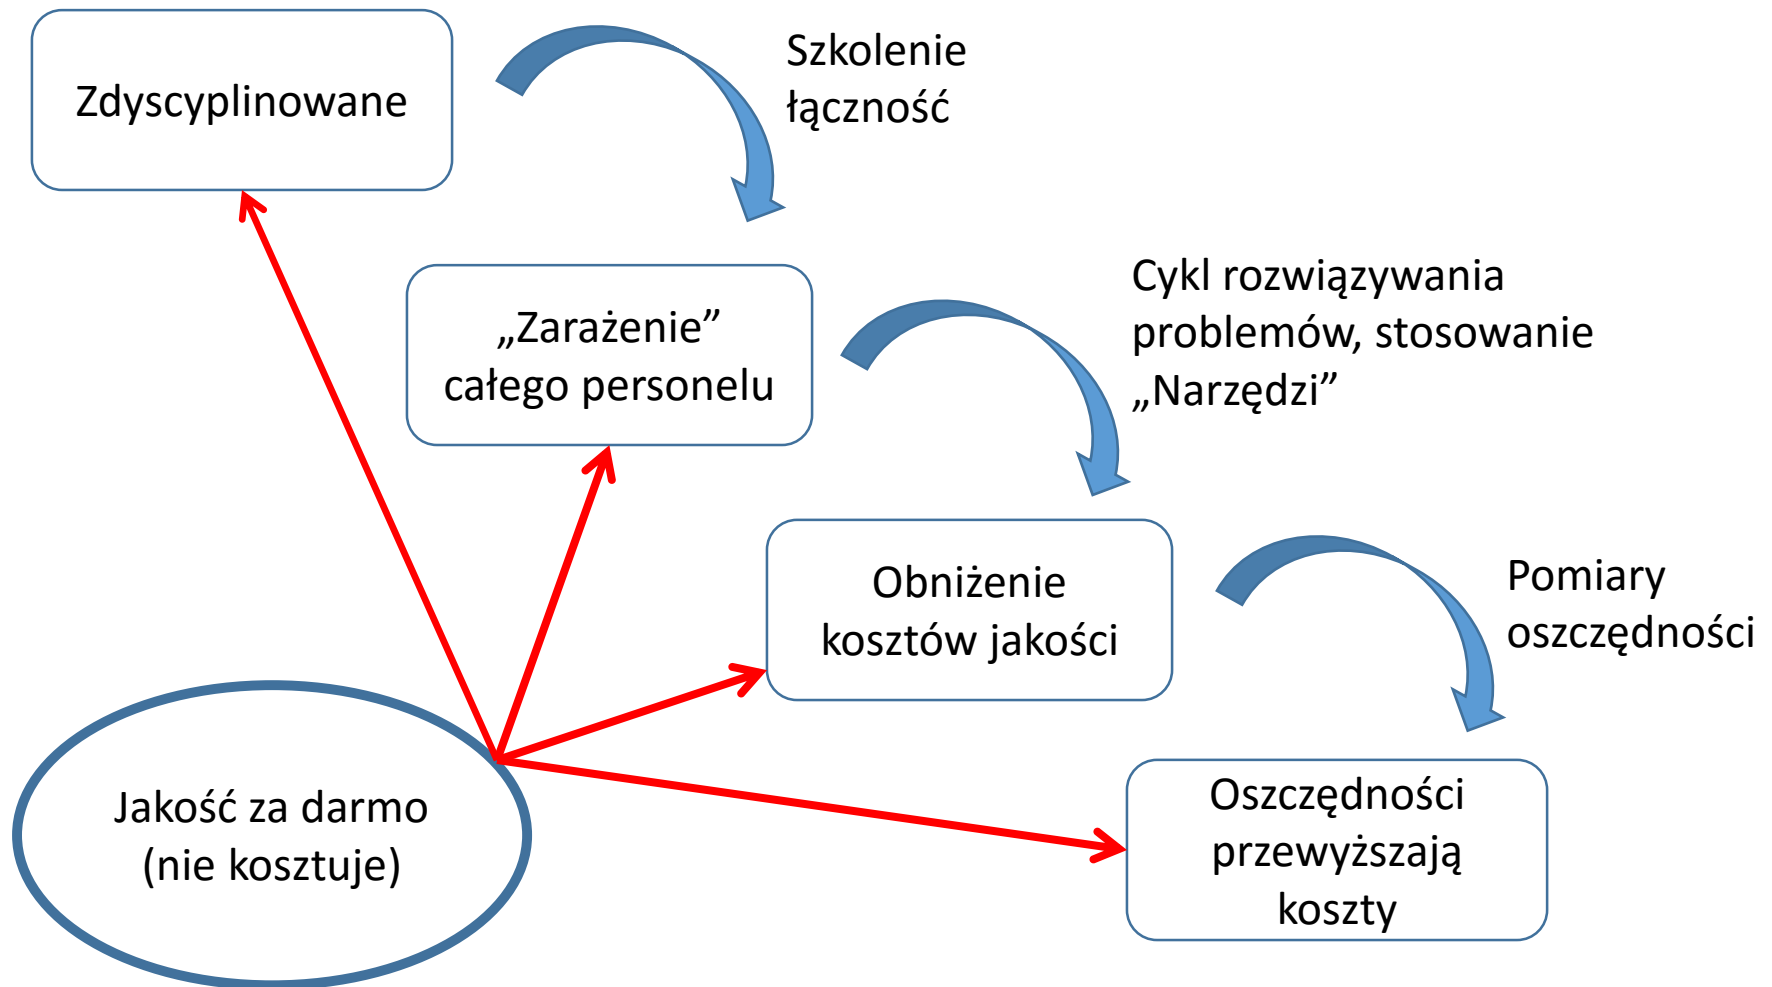 Zdyscyplinowane
Szkolenie
łączność
„Zarażenie”
całego personelu
Cykl rozwiązywania
problemów, stosowanie
„Narzędzi”
Obniżenie
kosztów jakości
Pomiary
oszczędności
Jakość za darmo
(nie kosztuje)
Oszczędności
przewyższają
koszty